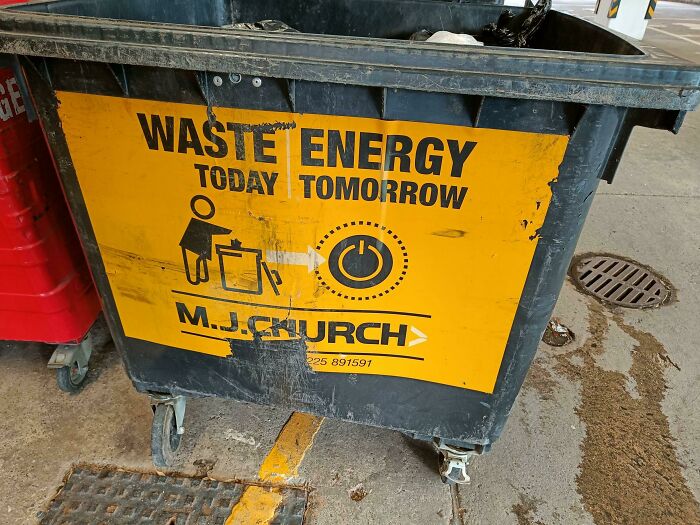 WASTE ENERGY
TODAY TOMORROW
M.J.CHURCH
225 891591